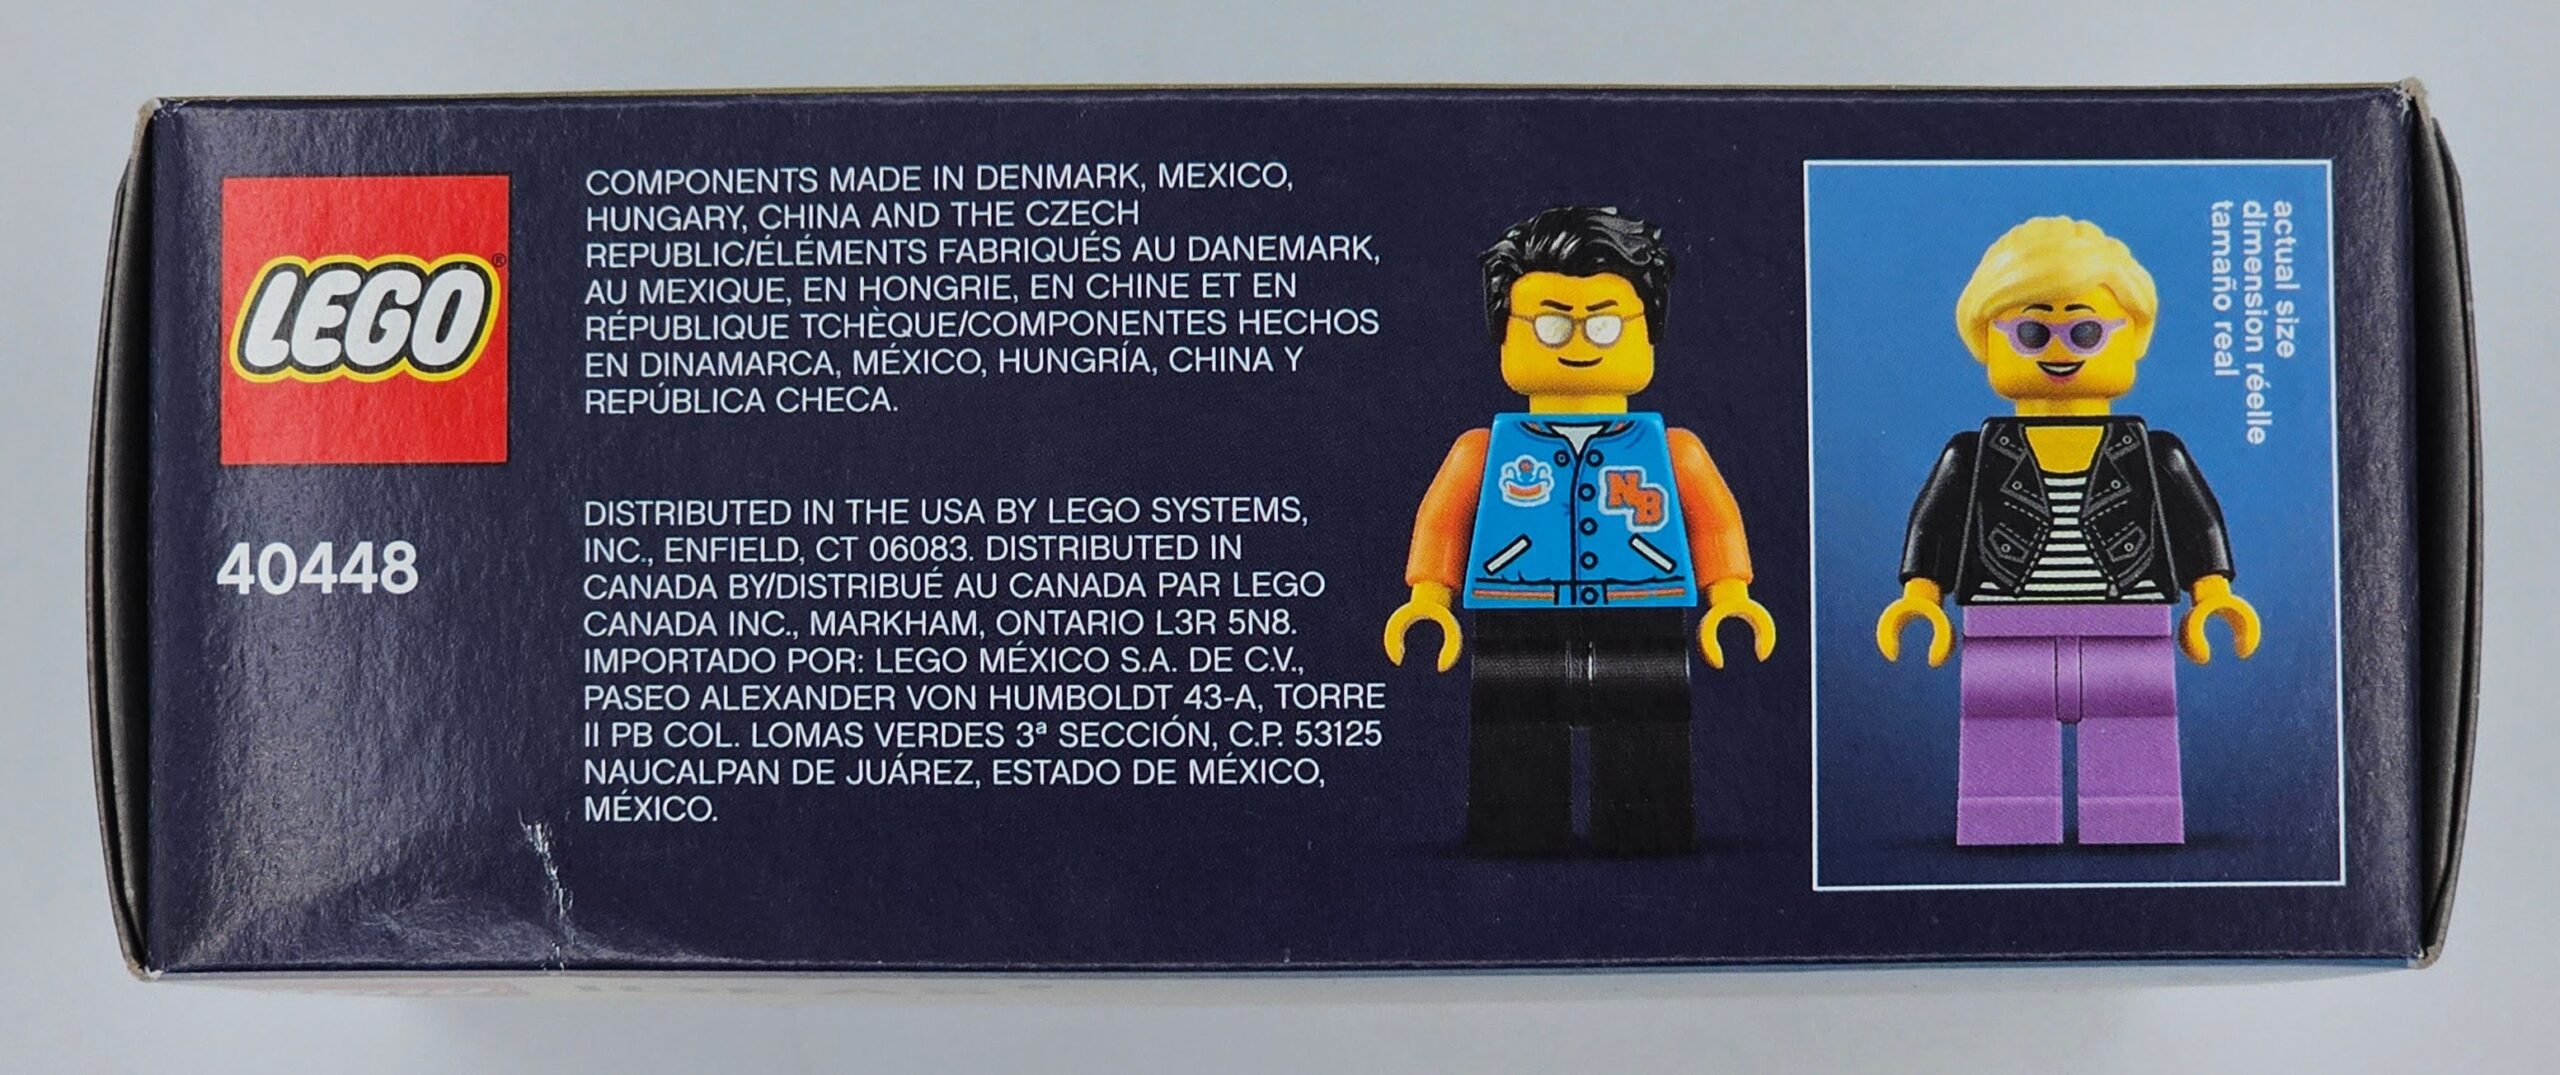 LEGO
®
40448
COMPONENTS MADE IN DENMARK, MEXICO,
HUNGARY, CHINA AND THE CZECH
REPUBLIC/ÉLÉMENTS FABRIQUÉS AU DANEMARK,
AU MEXIQUE, EN HONGRIE, EN CHINE ET EN
RÉPUBLIQUE TCHÈQUE/COMPONENTES HECHOS
EN DINAMARCA, MÉXICO, HUNGRÍA, CHINA Y
REPÚBLICA CHECA.
DISTRIBUTED IN THE USA BY LEGO SYSTEMS,
INC., ENFIELD, CT 06083. DISTRIBUTED IN
CANADA BY/DISTRIBUÉ AU CANADA PAR LEGO
CANADA INC., MARKHAM, ONTARIO L3R 5N8.
IMPORTADO POR: LEGO MÉXICO S.A. DE C.V.,
PASEO ALEXANDER VON HUMBOLDT 43-A, TORRE
II PB COL. LOMAS VERDES 3ª SECCIÓN, C.P. 53125
NAUCALPAN DE JUÁREZ, ESTADO DE MÉXICO,
MÉXICO.
NB
actual size
dimension réelle
tamaño real